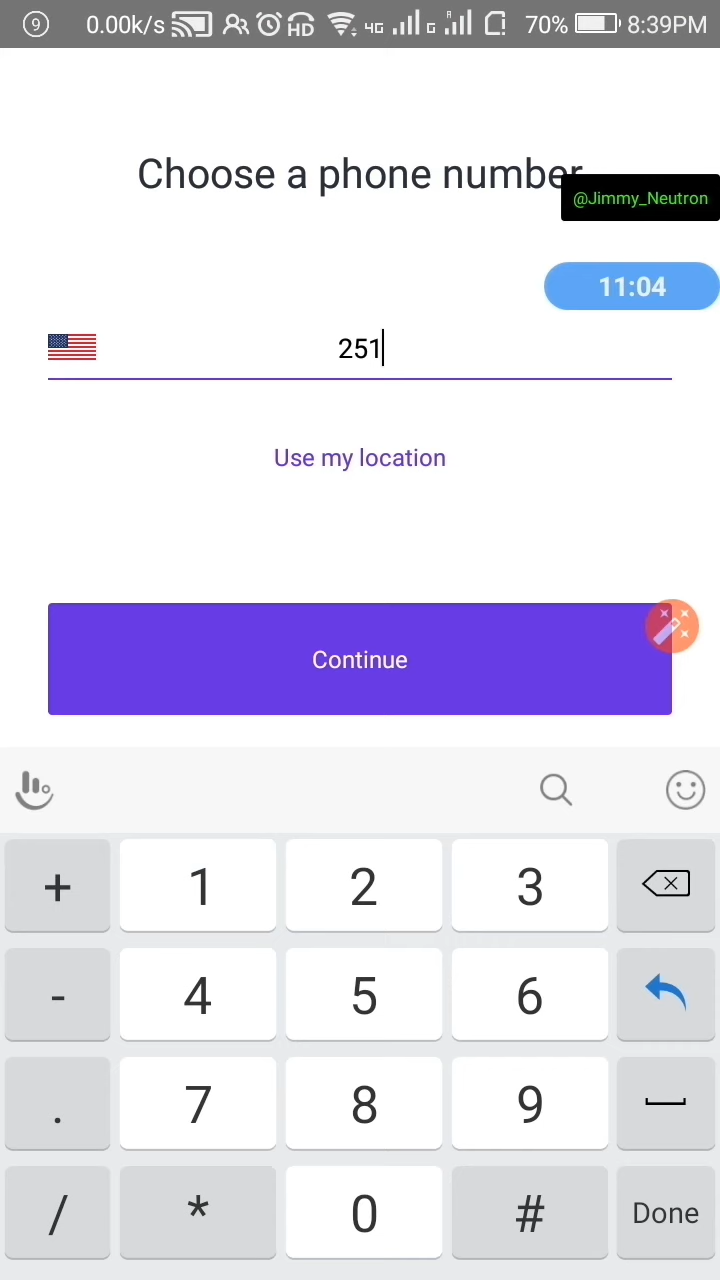 9 0.00k/s HD 4G G R 70% 8:39PM
Choose a phone number
@Jimmy_Neutron
11:04
251
Use my location
Continue
+ 1 2 3
- 4 5 6
. 7 8 9
/ * 0 # Done